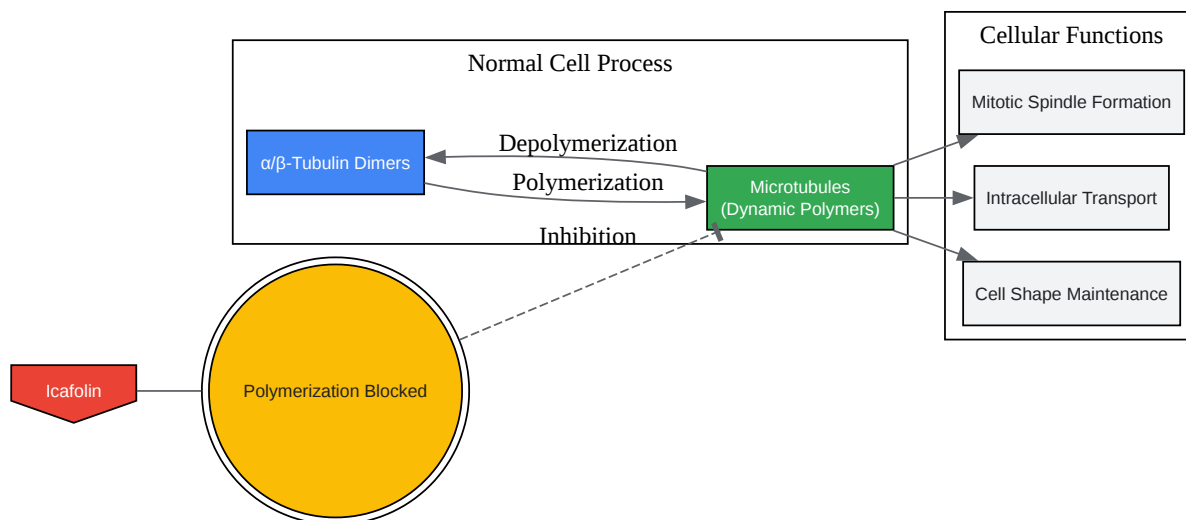 Cellular Functions
Normal Cell Process
Mitotic Spindle Formation
Depolymerization
α/β-Tubulin Dimers
Polymerization
Microtubules
(Dynamic Polymers)
Intracellular Transport
Inhibition
Cell Shape Maintenance
Icafolin
Polymerization Blocked